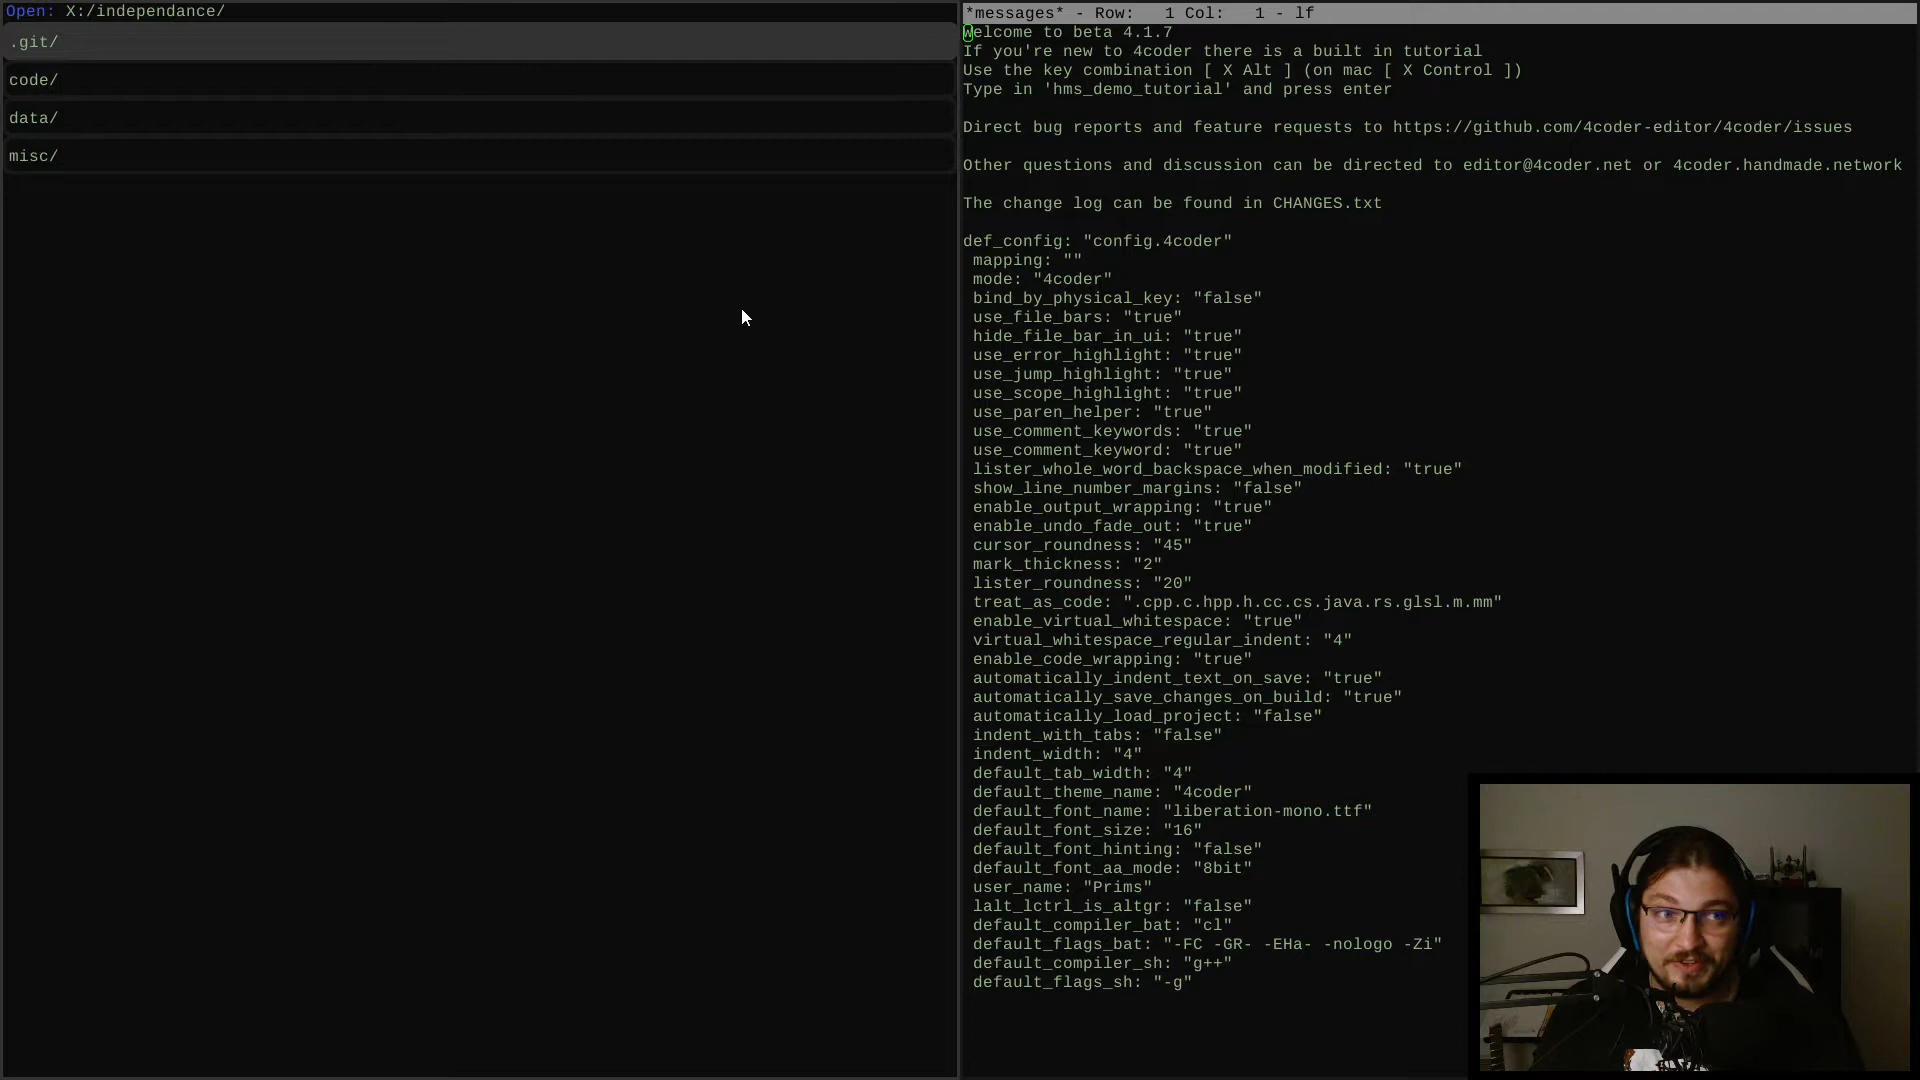 Open: X:/independance/
.git/
code/
data/
misc/
*messages* - Row:   1 Col:   1 - lf
Welcome to beta 4.1.7
If you're new to 4coder there is a built in tutorial
Use the key combination [ X Alt ] (on mac [ X Control ])
Type in 'hms_demo_tutorial' and press enter
Direct bug reports and feature requests to https://github.com/4coder-editor/4coder/issues
Other questions and discussion can be directed to editor@4coder.net or 4coder.handmade.network
The change log can be found in CHANGES.txt
def_config: "config.4coder"
mapping: ""
mode: "4coder"
bind_by_physical_key: "false"
use_file_bars: "true"
hide_file_bar_in_ui: "true"
use_error_highlight: "true"
use_jump_highlight: "true"
use_scope_highlight: "true"
use_paren_helper: "true"
use_comment_keywords: "true"
use_comment_keyword: "true"
lister_whole_word_backspace_when_modified: "true"
show_line_number_margins: "false"
enable_output_wrapping: "true"
enable_undo_fade_out: "true"
cursor_roundness: "45"
mark_thickness: "2"
lister_roundness: "20"
treat_as_code: ".cpp.c.hpp.h.cc.cs.java.rs.glsl.m.mm"
enable_virtual_whitespace: "true"
virtual_whitespace_regular_indent: "4"
enable_code_wrapping: "true"
automatically_indent_text_on_save: "true"
automatically_save_changes_on_build: "true"
automatically_load_project: "false"
indent_with_tabs: "false"
indent_width: "4"
default_tab_width: "4"
default_theme_name: "4coder"
default_font_name: "liberation-mono.ttf"
default_font_size: "16"
default_font_hinting: "false"
default_font_aa_mode: "8bit"
user_name: "Prims"
lalt_lctrl_is_altgr: "false"
default_compiler_bat: "cl"
default_flags_bat: "-FC -GR- -EHa- -nologo -Zi"
default_compiler_sh: "g++"
default_flags_sh: "-g"